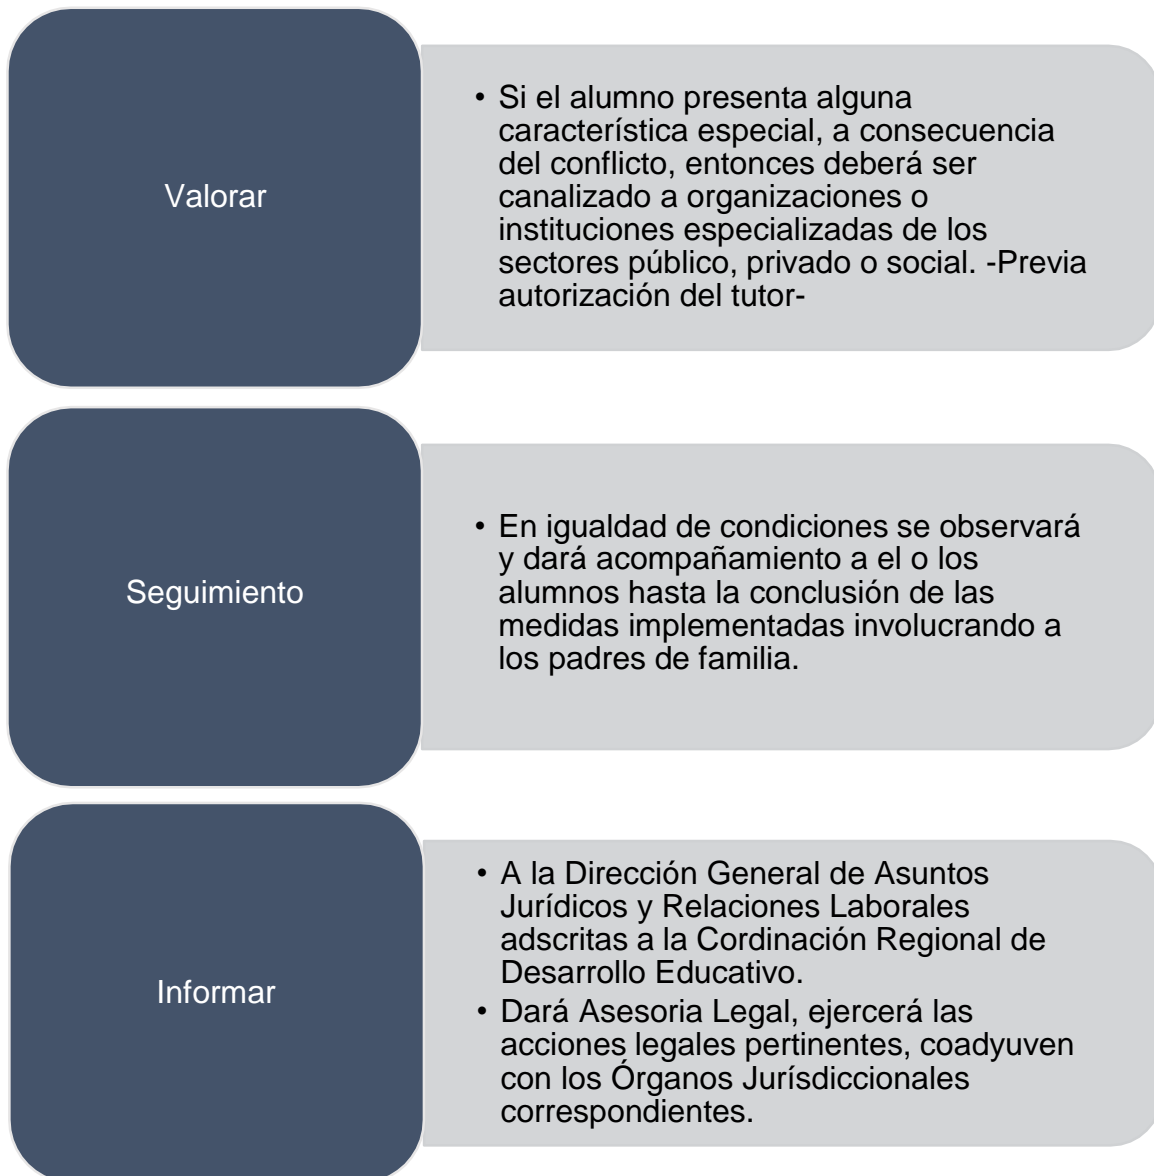 Valorar
• Si el alumno presenta alguna
característica especial, a consecuencia
del conflicto, entonces deberá ser
canalizado a organizaciones o
instituciones especializadas de los
sectores público, privado o social. -Previa
autorización del tutor-
Seguimiento
• En igualdad de condiciones se observará
y dará acompañamiento a el o los
alumnos hasta la conclusión de las
medidas implementadas involucrando a
los padres de familia.
Informar
• A la Dirección General de Asuntos
Jurídicos y Relaciones Laborales
adscritas a la Cordinación Regional de
Desarrollo Educativo.
• Dará Asesoria Legal, ejercerá las
acciones legales pertinentes, coadyuven
con los Órganos Jurísdiccionales
correspondientes.